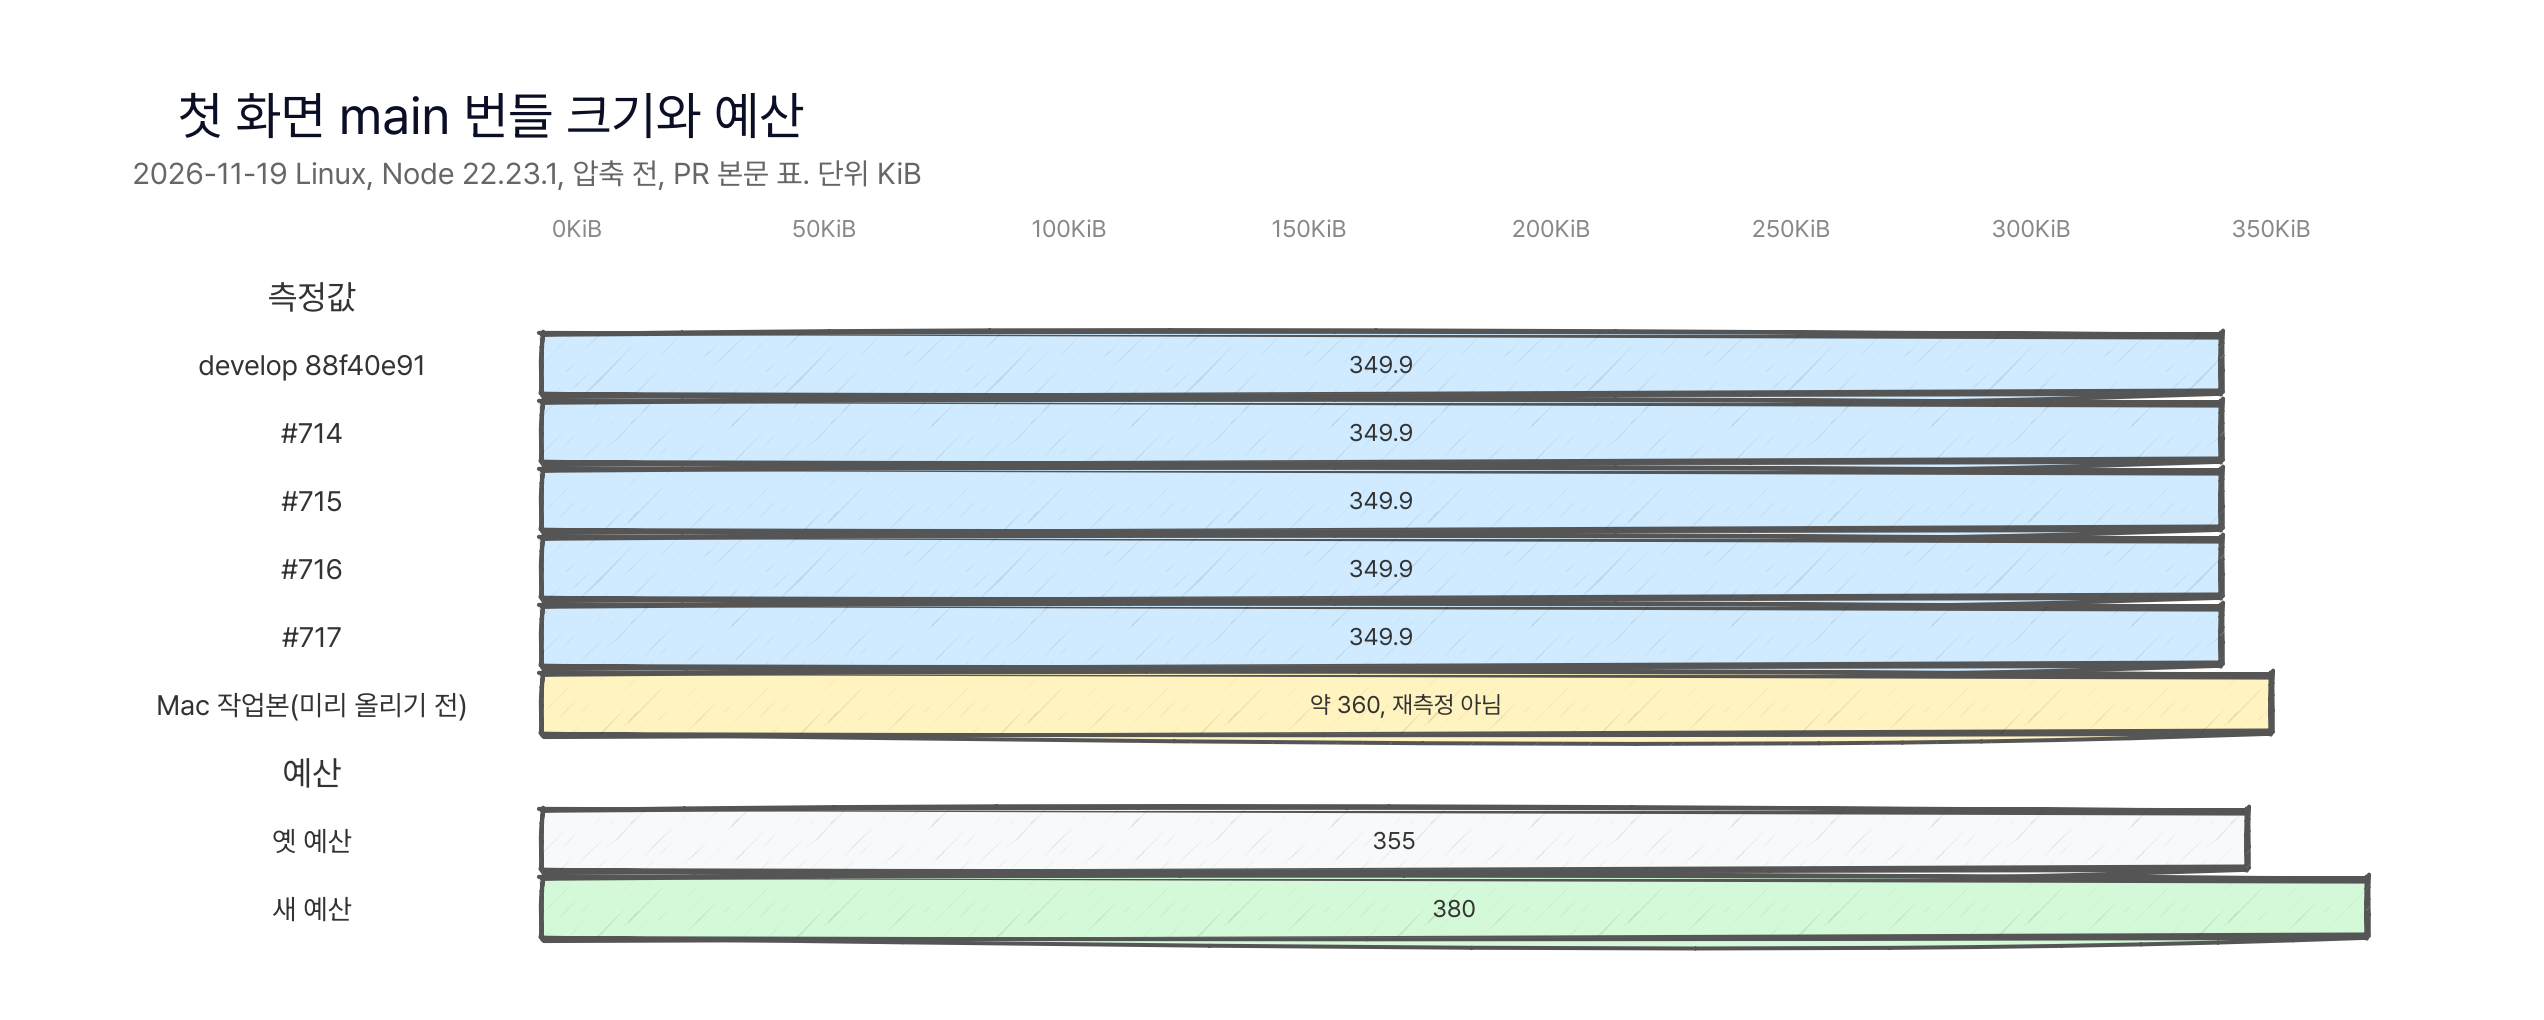 첫 화면 main 번들 크기와 예산
2026-11-19 Linux, Node 22.23.1, 압축 전, PR 본문 표. 단위 KiB
0KiB 50KiB 100KiB 150KiB 200KiB 250KiB 300KiB 350KiB
측정값
develop 88f40e91 349.9
#714 349.9
#715 349.9
#716 349.9
#717 349.9
Mac 작업본(미리 올리기 전) 약 360, 재측정 아님
예산
옛 예산 355
새 예산 380